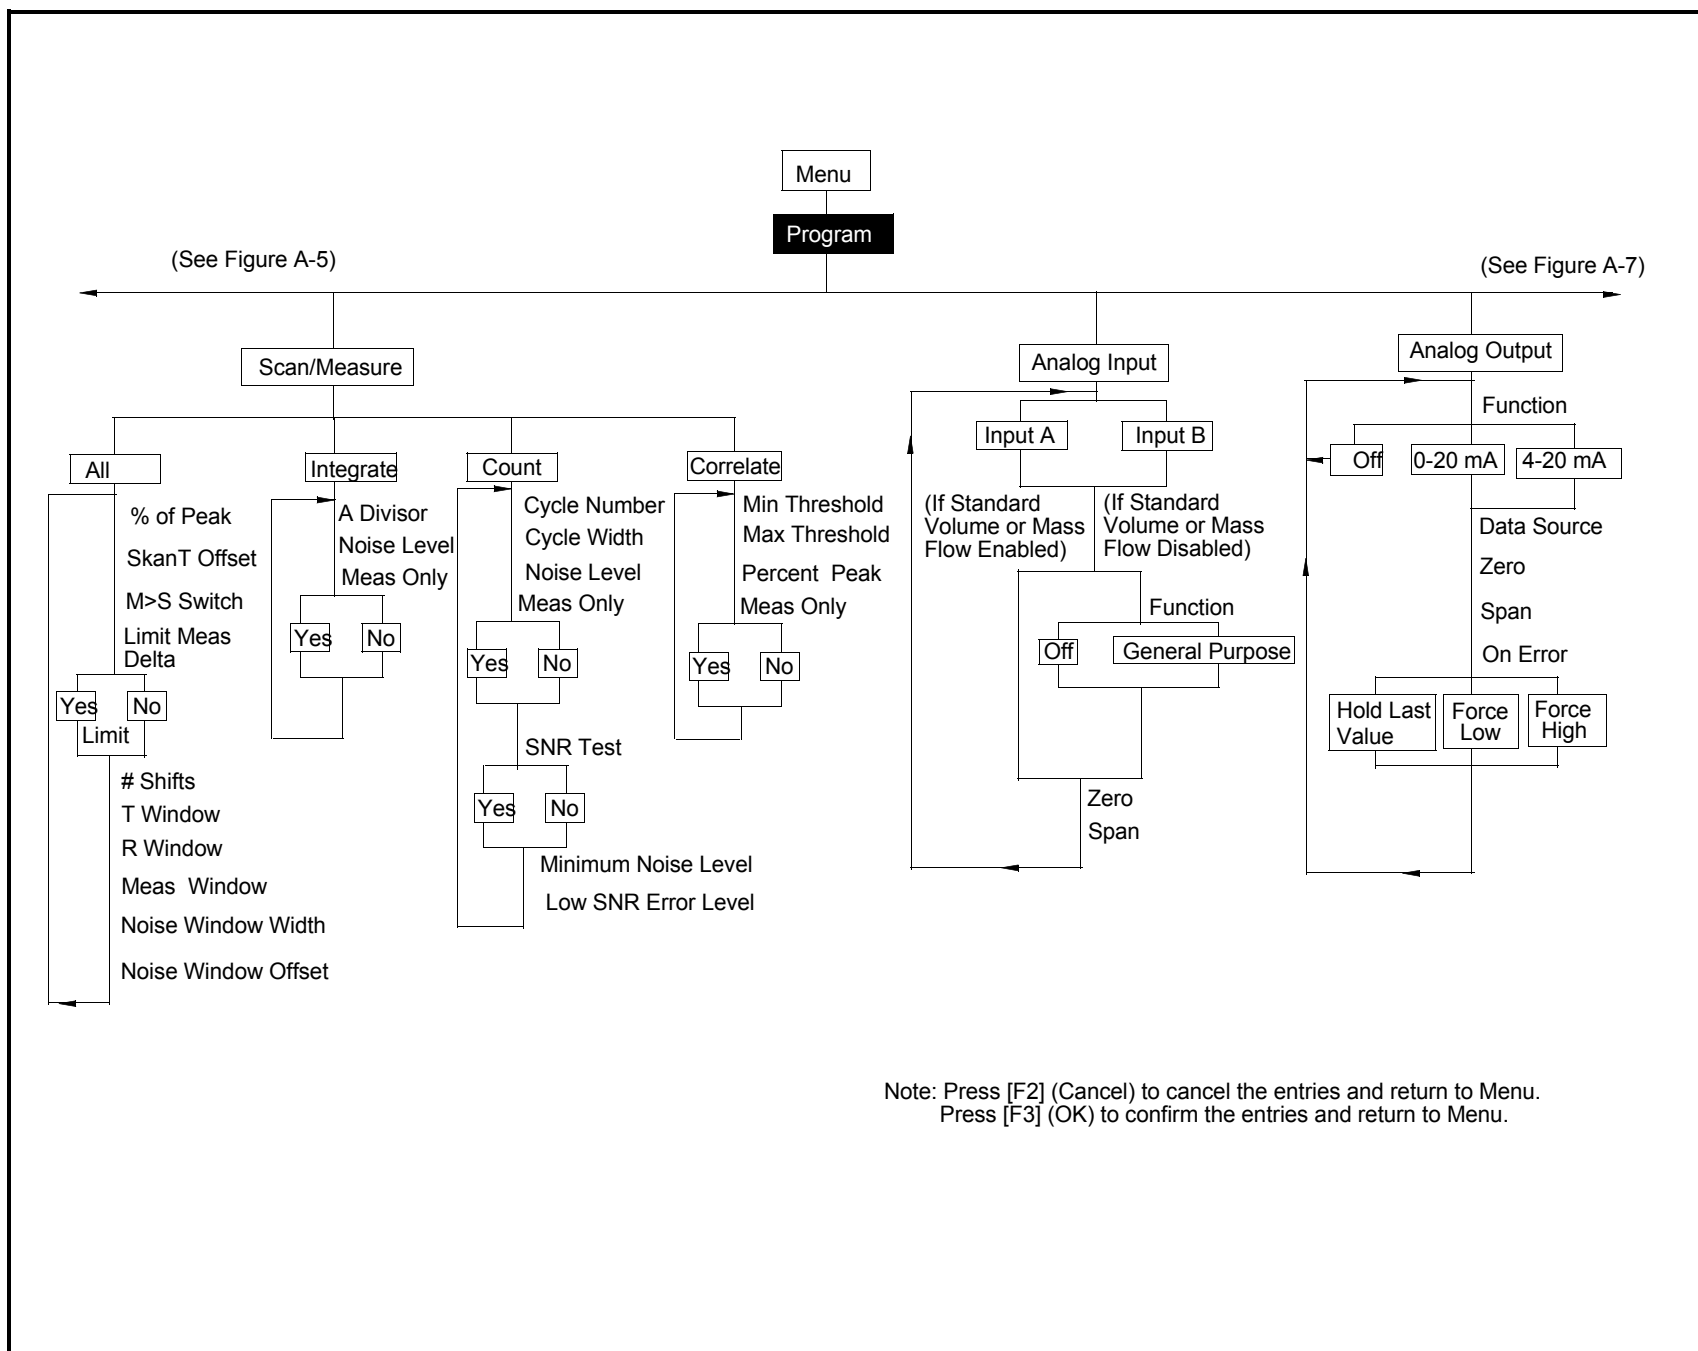 Menu
Program
(See Figure A-5)
(See Figure A-7)
Scan/Measure
All
% of Peak
SkanT Offset
M>S Switch
Limit Meas
Delta
Yes
No
Limit
# Shifts
T Window
R Window
Meas Window
Noise Window Width
Noise Window Offset
Integrate
A Divisor
Noise Level
Meas Only
Yes
No
Count
Cycle Number
Cycle Width
Noise Level
Meas Only
Yes
No
SNR Test
Yes
No
Minimum Noise Level
Low SNR Error Level
Correlate
Min Threshold
Max Threshold
Percent Peak
Meas Only
Yes
No
Analog Input
Input A
Input B
(If Standard
Volume or Mass
Flow Enabled)
(If Standard
Volume or Mass
Flow Disabled)
Function
Off
General Purpose
Zero
Span
Analog Output
Function
Off
0-20 mA
4-20 mA
Data Source
Zero
Span
On Error
Hold Last
Value
Force
Low
Force
High
Note: Press [F2] (Cancel) to cancel the entries and return to Menu.
Press [F3] (OK) to confirm the entries and return to Menu.